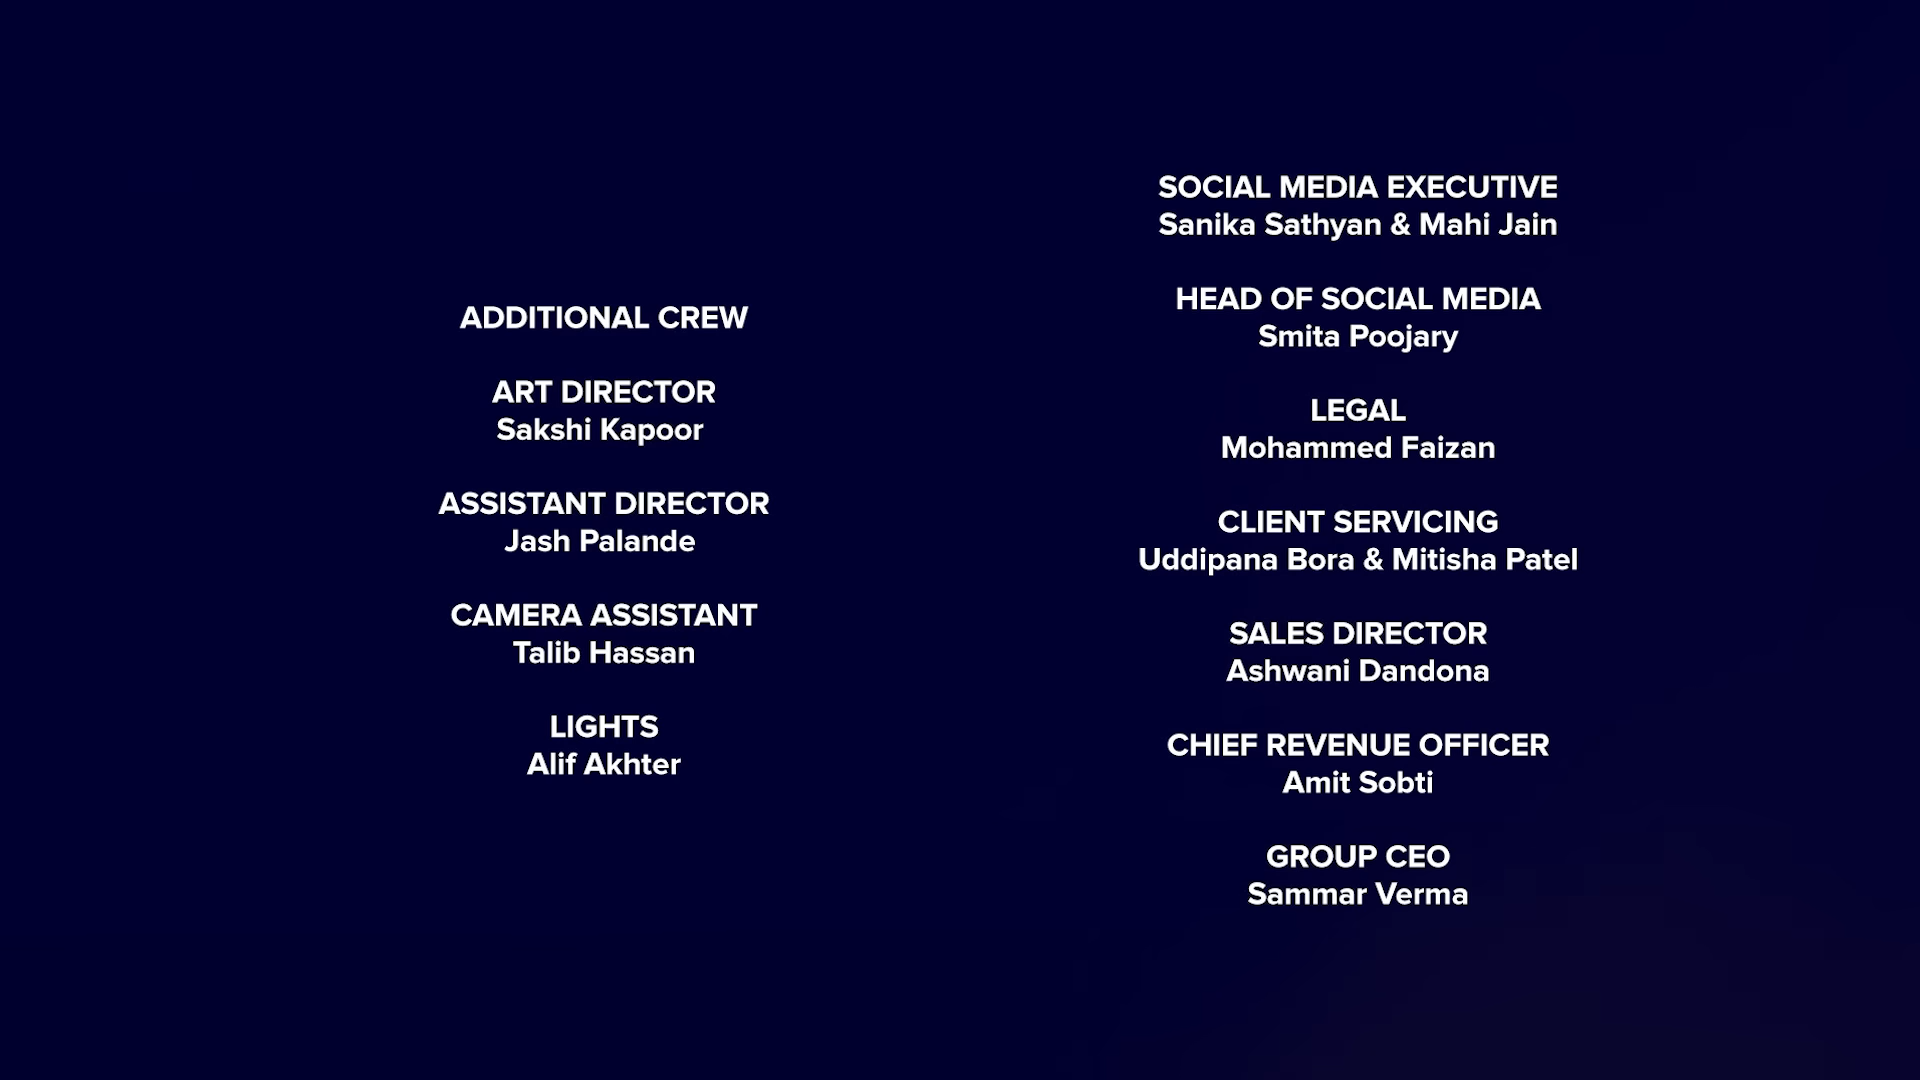 ADDITIONAL CREW
ART DIRECTOR
Sakshi Kapoor
ASSISTANT DIRECTOR
Jash Palande
CAMERA ASSISTANT
Talib Hassan
LIGHTS
Alif Akhter
SOCIAL MEDIA EXECUTIVE
Sanika Sathyan & Mahi Jain
HEAD OF SOCIAL MEDIA
Smita Poojary
LEGAL
Mohammed Faizan
CLIENT SERVICING
Uddipana Bora & Mitisha Patel
SALES DIRECTOR
Ashwani Dandona
CHIEF REVENUE OFFICER
Amit Sobti
GROUP CEO
Sammar Verma